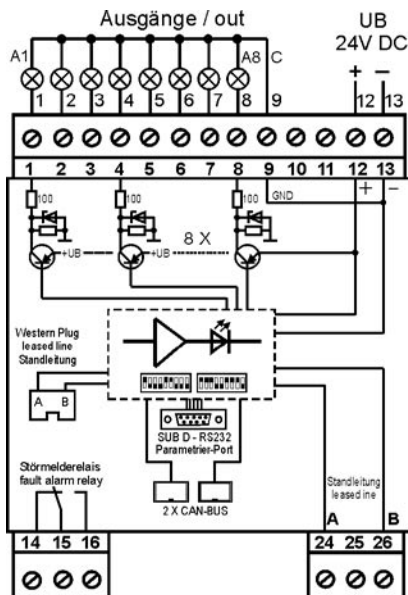 Ausgänge / out
UB
24V DC
A1 A8 C + −
1 2 3 4 5 6 7 8 9 12 13
1 2 3 4 5 6 7 8 9 10 11 12 13
100 100 100 GND + −
+UB +UB 8 X
Western Plug
leased line
Standleitung
A B
SUB D - RS232
Parametrier-Port
Störmelderelais
fault alarm relay
2 X CAN-BUS
Standleitung
leased ine
A B
14 15 16 24 25 26